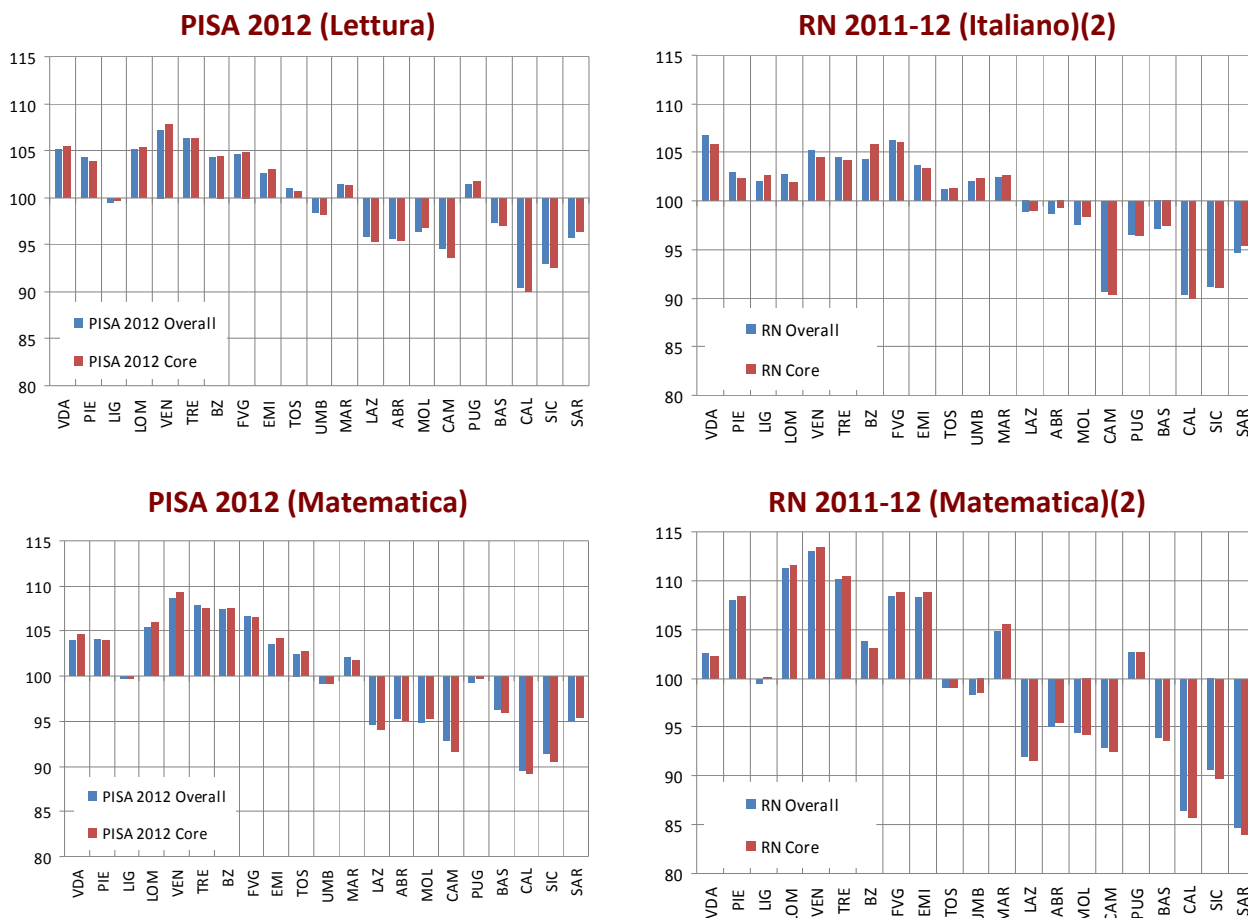 PISA 2012 (Lettura)
115
110
105
100
95
90
85
80
PISA 2012 Overall
PISA 2012 Core
VDA PIE LIG LOM VEN TRE BZ FVG EMI TOS UMB MAR LAZ ABR MOL CAM PUG BAS CAL SIC SAR
RN 2011-12 (Italiano)(2)
115
110
105
100
95
90
85
80
RN Overall
RN Core
VDA PIE LIG LOM VEN TRE BZ FVG EMI TOS UMB MAR LAZ ABR MOL CAM PUG BAS CAL SIC SAR
PISA 2012 (Matematica)
115
110
105
100
95
90
85
80
PISA 2012 Overall
PISA 2012 Core
VDA PIE LIG LOM VEN TRE BZ FVG EMI TOS UMB MAR LAZ ABR MOL CAM PUG BAS CAL SIC SAR
RN 2011-12 (Matematica)(2)
115
110
105
100
95
90
85
80
RN Overall
RN Core
VDA PIE LIG LOM VEN TRE BZ FVG EMI TOS UMB MAR LAZ ABR MOL CAM PUG BAS CAL SIC SAR